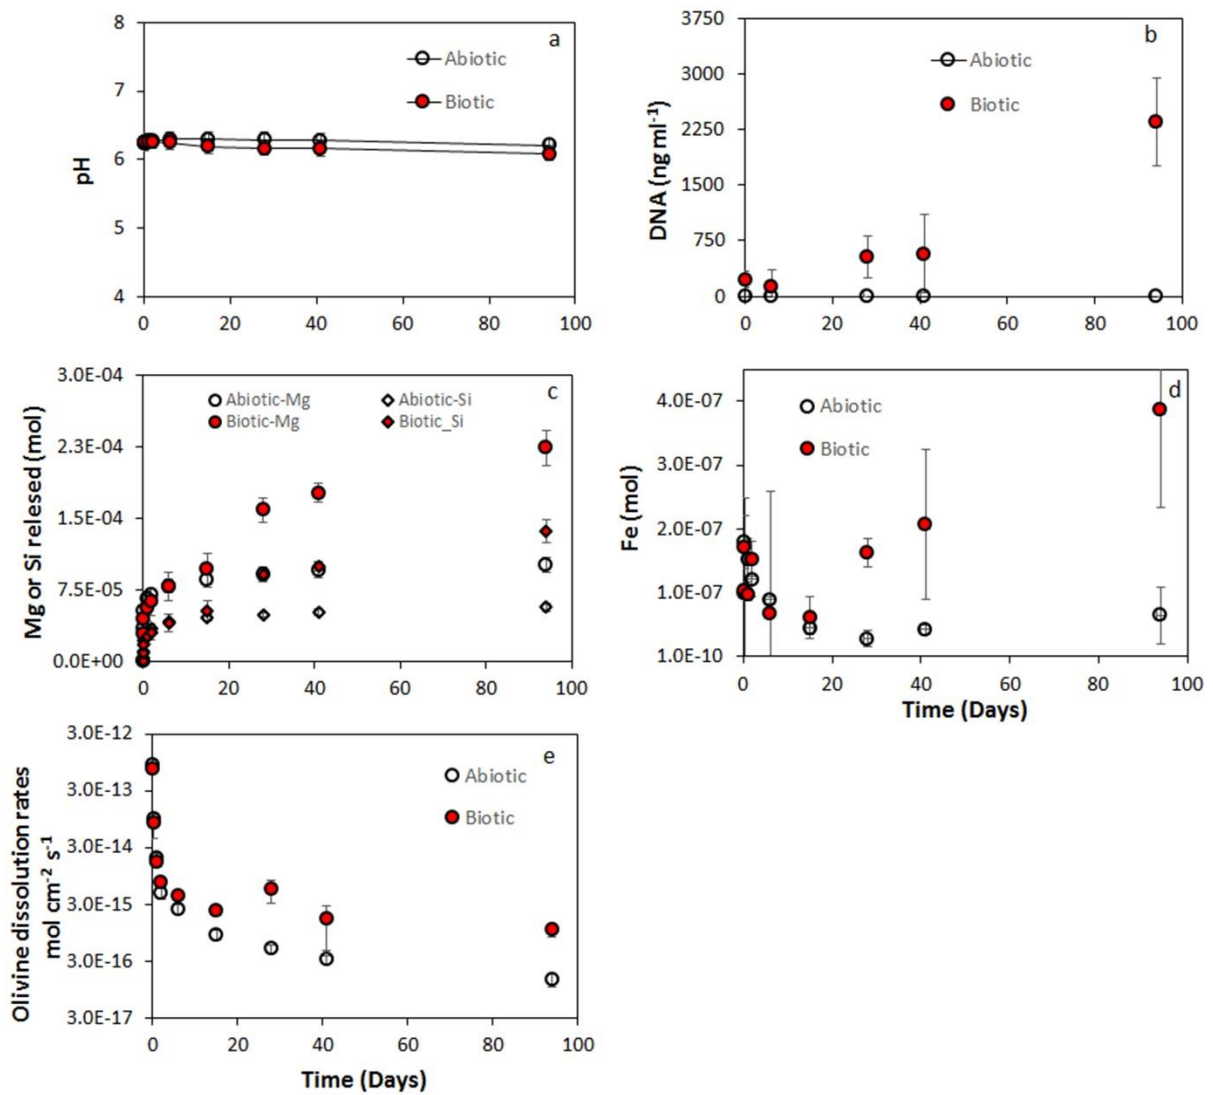 a
8
7
6
5
4
pH
Abiotic
Biotic
0 20 40 60 80 100
b
3750
3000
2250
1500
750
0
DNA (ng ml-1)
Abiotic
Biotic
0 20 40 60 80 100
c
3.0E-04
2.3E-04
1.5E-04
7.5E-05
0.0E+00
Mg or Si relesed (mol)
Abiotic-Mg Abiotic-Si
Biotic-Mg Biotic_Si
0 20 40 60 80 100
d
4.0E-07
3.0E-07
2.0E-07
1.0E-07
1.0E-10
Fe (mol)
Abiotic
Biotic
0 20 40 60 80 100
Time (Days)
e
3.0E-12
3.0E-13
3.0E-14
3.0E-15
3.0E-16
3.0E-17
Olivine dissolution rates
mol cm-2 s-1
Abiotic
Biotic
0 20 40 60 80 100
Time (Days)